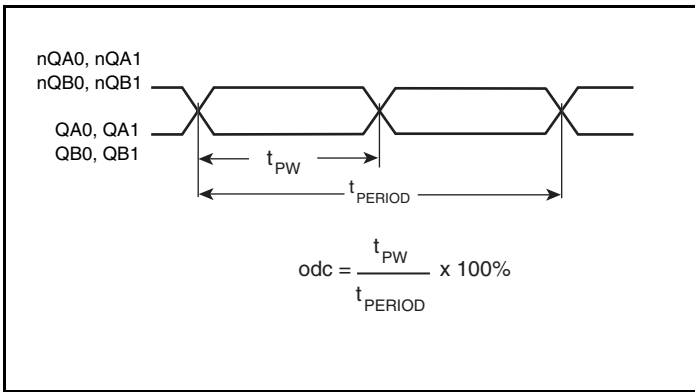 nQA0, nQA1
nQB0, nQB1
QA0, QA1
QB0, QB1
tPW
tPERIOD
odc = tPW / tPERIOD x 100%